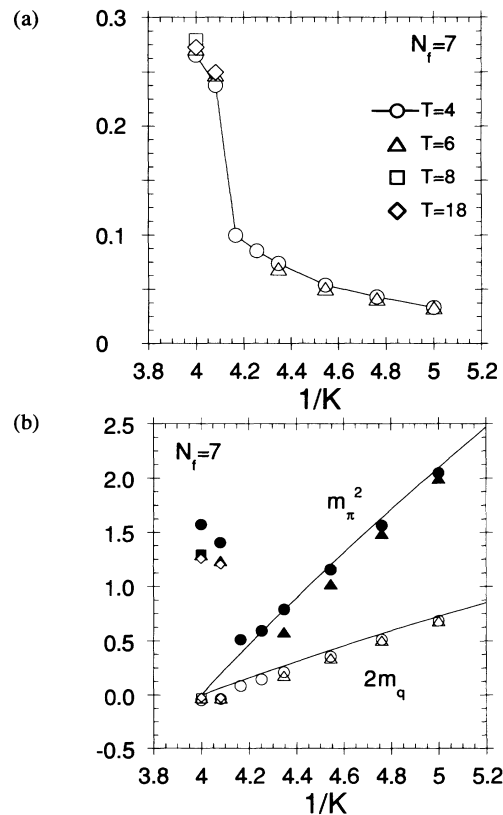 (a)
N_f=7
T=4
T=6
T=8
T=18
0.3
0.2
0.1
0
3.8 4 4.2 4.4 4.6 4.8 5 5.2
1/K
(b)
N_f=7
m_π^2
2m_q
2.5
2.0
1.5
1.0
0.5
0.0
-0.5
3.8 4 4.2 4.4 4.6 4.8 5 5.2
1/K